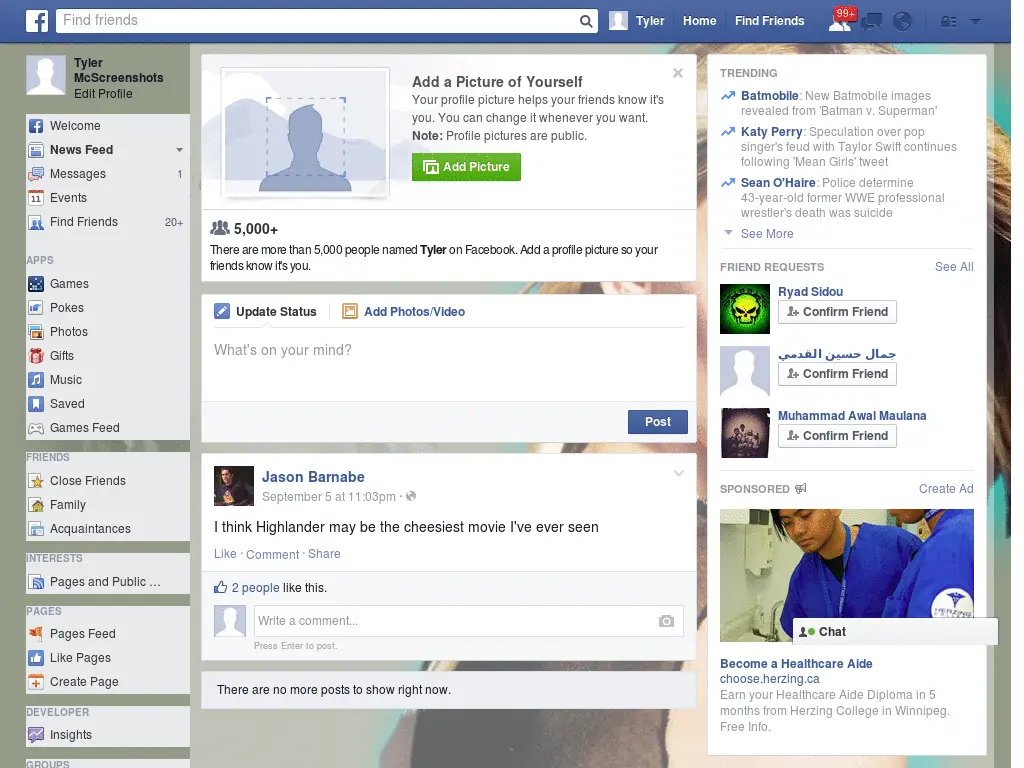 Find friends
Tyler
Home
Find Friends
99+
Tyler
McScreenshots
Edit Profile
Welcome
News Feed
Messages 1
Events
Find Friends 20+
APPS
Games
Pokes
Photos
Gifts
Music
Saved
Games Feed
FRIENDS
Close Friends
Family
Acquaintances
INTERESTS
Pages and Public ...
PAGES
Pages Feed
Like Pages
Create Page
DEVELOPER
Insights
GROUPS
Add a Picture of Yourself
Your profile picture helps your friends know it's
you. You can change it whenever you want.
Note: Profile pictures are public.
Add Picture
5,000+
There are more than 5,000 people named Tyler on Facebook. Add a profile picture so your
friends know it's you.
Update Status
Add Photos/Video
What's on your mind?
Post
Jason Barnabe
September 5 at 11:03pm ·
I think Highlander may be the cheesiest movie I've ever seen
Like · Comment · Share
2 people like this.
Write a comment...
Press Enter to post.
There are no more posts to show right now.
TRENDING
Batmobile: New Batmobile images
revealed from 'Batman v. Superman'
Katy Perry: Speculation over pop
singer's feud with Taylor Swift continues
following 'Mean Girls' tweet
Sean O'Haire: Police determine
43-year-old former WWE professional
wrestler's death was suicide
See More
FRIEND REQUESTS See All
Ryad Sidou
Confirm Friend
جمال حسين القدمي
Confirm Friend
Muhammad Awal Maulana
Confirm Friend
SPONSORED Create Ad
HERZING
Chat
Become a Healthcare Aide
choose.herzing.ca
Earn your Healthcare Aide Diploma in 5
months from Herzing College in Winnipeg.
Free Info.